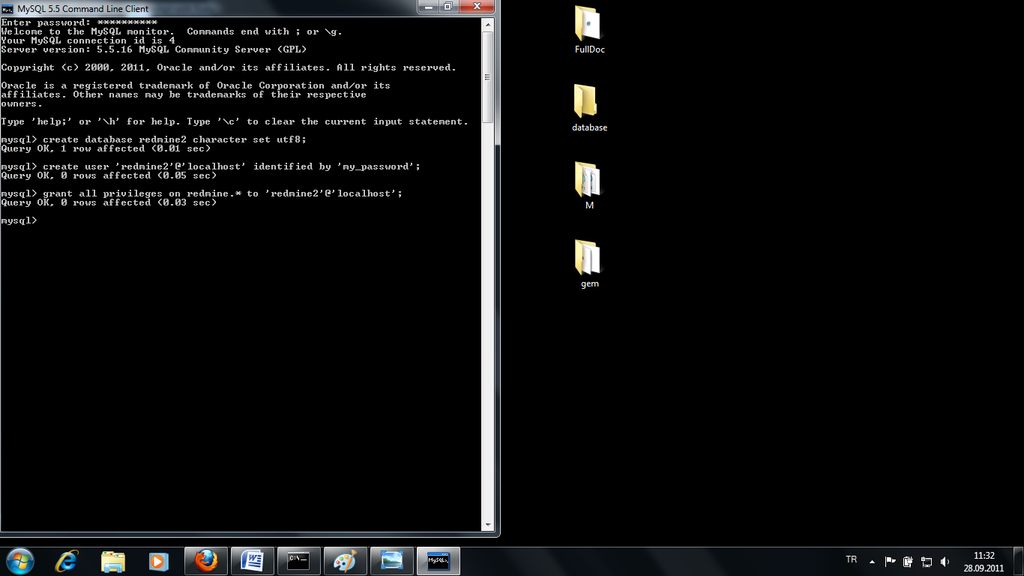 MySQL 5.5 Command Line Client
Enter password: **********
Welcome to the MySQL monitor.  Commands end with ; or \g.
Your MySQL connection id is 4
Server version: 5.5.16 MySQL Community Server (GPL)
Copyright (c) 2000, 2011, Oracle and/or its affiliates. All rights reserved.
Oracle is a registered trademark of Oracle Corporation and/or its
affiliates. Other names may be trademarks of their respective
owners.
Type 'help;' or '\h' for help. Type '\c' to clear the current input statement.
mysql> create database redmine2 character set utf8;
Query OK, 1 row affected (0.01 sec)
mysql> create user 'redmine2'@'localhost' identified by 'my_password';
Query OK, 0 rows affected (0.05 sec)
mysql> grant all privileges on redmine.* to 'redmine2'@'localhost';
Query OK, 0 rows affected (0.03 sec)
mysql>
FullDoc
database
M
gem
TR
11:32
28.09.2011